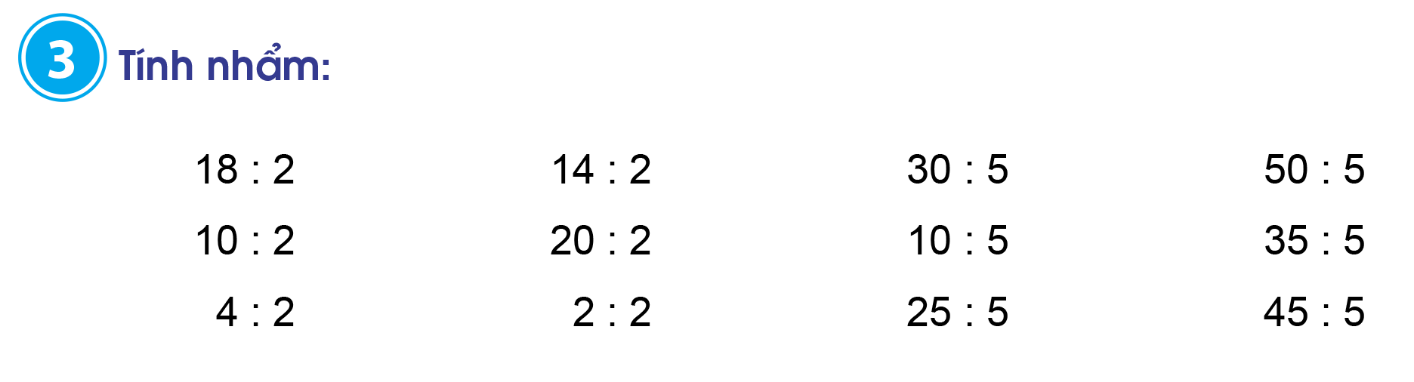 3 Tính nhẩm:
18 : 2 14 : 2 30 : 5 50 : 5
10 : 2 20 : 2 10 : 5 35 : 5
4 : 2 2 : 2 25 : 5 45 : 5